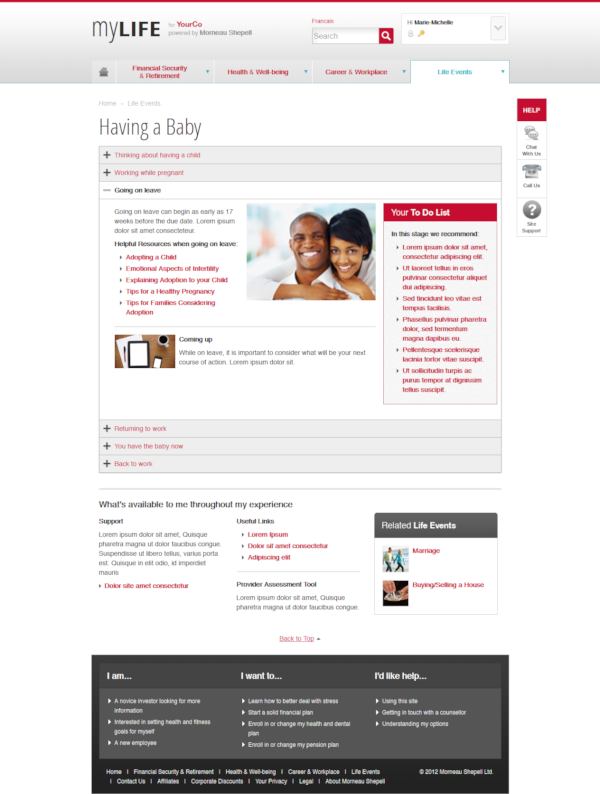 myLIFE for YourCo
powered by Morneau Shepell
Francais
Search
Hi Marie-Michelle
Financial Security
& Retirement
Health & Well-being
Career & Workplace
Life Events
Home - Life Events
Having a Baby
HELP
Chat
With Us
Call Us
Site
Support
Thinking about having a child
Working while pregnant
Going on leave
Going on leave can begin as early as 17
weeks before the due date. Lorem ipsum
dolor sit amet consecteteur.
Helpful Resources when going on leave:
Adopting a Child
Emotional Aspects of Infertility
Explaining Adoption to your Child
Tips for a Healthy Pregnancy
Tips for Families Considering
Adoption
Coming up
While on leave, it is important to consider what will be your next
course of action. Lorem ipsum dolor sit.
Your To Do List
In this stage we recommend:
Lorem ipsum dolor sit amet,
consectetur adipiscing elit.
Ut laoreet tellus in eros
pulvinar consectetur aliquet
dui adipiscing.
Sed tincidunt leo vitae est
tempus facilisis.
Phasellus pulvinar pharetra
dolor, sed fermentum
magna dapibus eu.
Pellentesque scelerisque
lacinia tortor vitae suscipit.
Ut sollicitudin turpis ac
purus tempor at dignissim
tellus suscipit.
Returning to work
You have the baby now
Back to work
What's available to me throughout my experience
Support
Lorem ipsum dolor sit amet, Quisque
pharetra magna ut dolor faucibus congue.
Suspendisse ut libero tellus, varius porta
est. Quisque in elit odio, id imperdiet
mauris
Dolor site amet consectetur
Useful Links
Lorem Ipsum
Dolor sit amet consectetur
Adipiscing elit
Provider Assessment Tool
Lorem ipsum dolor sit amet, Quisque
pharetra magna ut dolor faucibus congue.
Related Life Events
Marriage
Buying/Selling a House
Back to Top
I am...
A novice investor looking for more
information
Interested in setting health and fitness
goals for myself
A new employee
I want to...
Learn how to better deal with stress
Start a solid financial plan
Enroll in or change my health and dental
plan
Enroll in or change my pension plan
I'd like help...
Using this site
Getting in touch with a counsellor
Understanding my options
Home | Financial Security & Retirement | Health & Well-being | Career & Workplace | Life Events
| Contact Us | Affiliates | Corporate Discounts | Your Privacy | Legal | About Morneau Shepell
© 2012 Morneau Shepell Ltd.